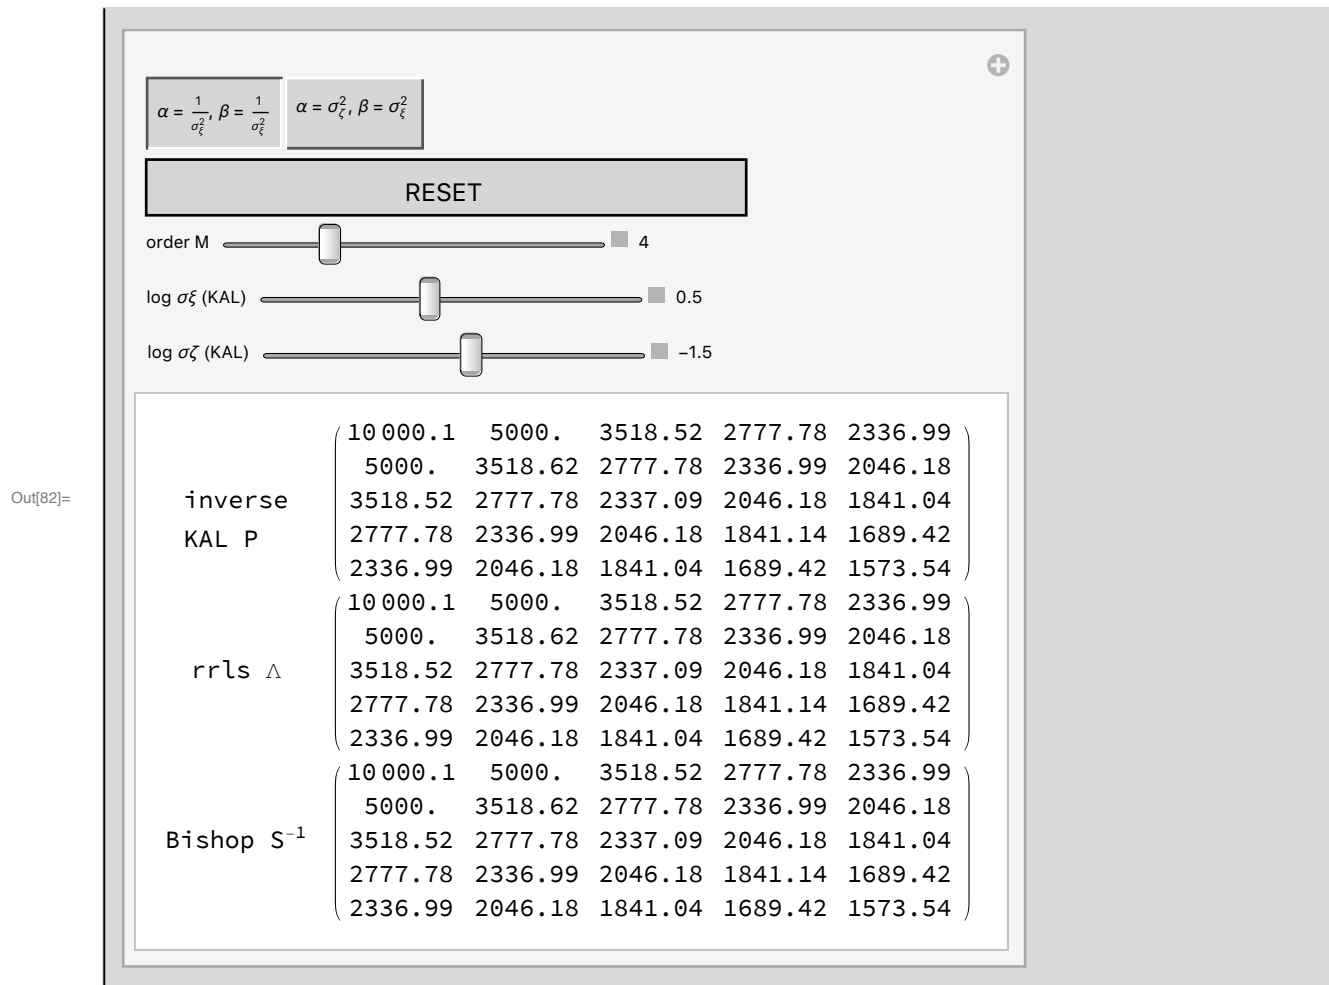 α = 1/σ_ξ^2, β = 1/σ_ξ^2 α = σ_ζ^2, β = σ_ξ^2
RESET
order M 4
log σξ (KAL) 0.5
log σζ (KAL) −1.5
Out[82]=
inverse
KAL P
10 000.1 5000. 3518.52 2777.78 2336.99
5000. 3518.62 2777.78 2336.99 2046.18
3518.52 2777.78 2337.09 2046.18 1841.04
2777.78 2336.99 2046.18 1841.14 1689.42
2336.99 2046.18 1841.04 1689.42 1573.54
rrls Λ
10 000.1 5000. 3518.52 2777.78 2336.99
5000. 3518.62 2777.78 2336.99 2046.18
3518.52 2777.78 2337.09 2046.18 1841.04
2777.78 2336.99 2046.18 1841.14 1689.42
2336.99 2046.18 1841.04 1689.42 1573.54
Bishop S⁻¹
10 000.1 5000. 3518.52 2777.78 2336.99
5000. 3518.62 2777.78 2336.99 2046.18
3518.52 2777.78 2337.09 2046.18 1841.04
2777.78 2336.99 2046.18 1841.14 1689.42
2336.99 2046.18 1841.04 1689.42 1573.54